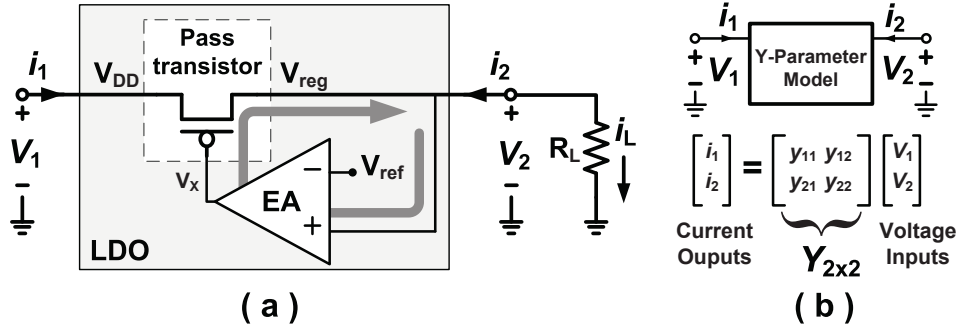 Pass
transistor
i1
VDD
Vreg
i2
+
V1
-
+
V2
-
RL
iL
VX
EA
-
+
Vref
LDO
( a )
i1
i2
+
V1
-
Y-Parameter
Model
+
V2
-
[i1 i2] = [y11 y12 y21 y22] [V1 V2]
Current
Ouputs
Y2x2
Voltage
Inputs
( b )